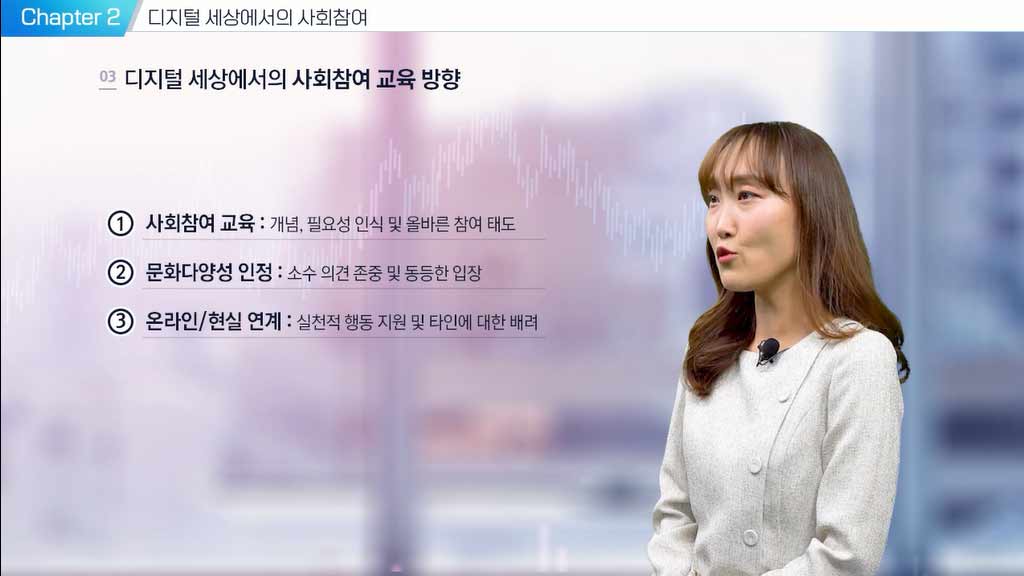 Chapter 2 디지털 세상에서의 사회참여
03 디지털 세상에서의 사회참여 교육 방향
1 사회참여 교육 : 개념, 필요성 인식 및 올바른 참여 태도
2 문화다양성 인정 : 소수 의견 존중 및 동등한 입장
3 온라인/현실 연계 : 실천적 행동 지원 및 타인에 대한 배려